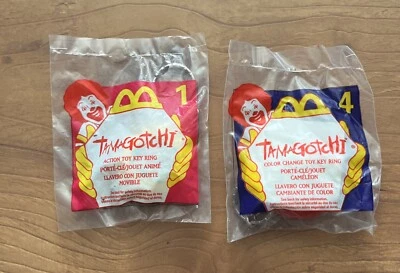 1
TAMAGOTCHI
ACTION TOY KEY RING
PORTE-CLÉ/JOUET ANIMÉ
LLAVERO CON JUGUETE
MOVIBLE
4
TAMAGOTCHI
COLOR CHANGE TOY KEY RING
PORTE-CLÉ/JOUET
CAMÉLÉON
LLAVERO CON JUGUETE
CAMBIANTE DE COLOR